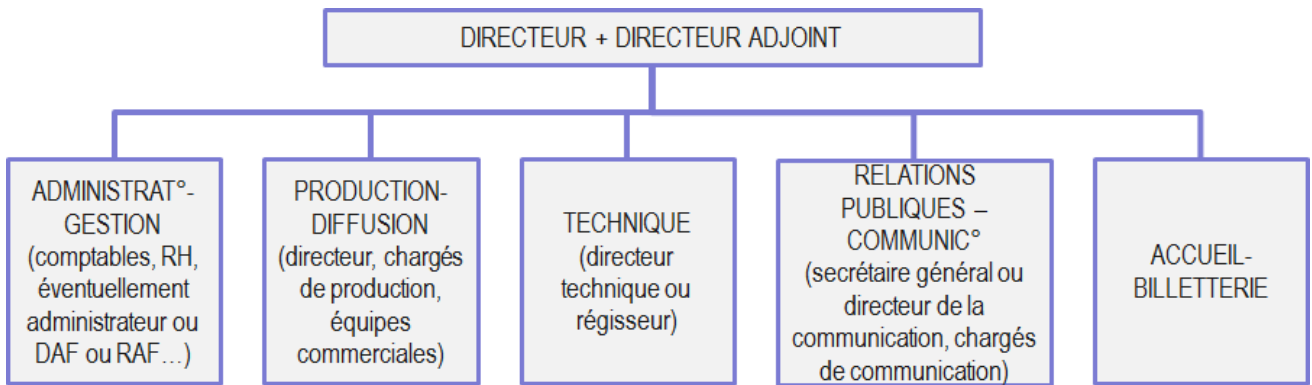 DIRECTEUR + DIRECTEUR ADJOINT
ADMINISTRAT°-
GESTION
(comptables, RH,
éventuellement
administrateur ou
DAF ou RAF…)
PRODUCTION-
DIFFUSION
(directeur, chargés
de production,
équipes
commerciales)
TECHNIQUE
(directeur
technique ou
régisseur)
RELATIONS
PUBLIQUES –
COMMUNIC°
(secrétaire général ou
directeur de la
communication, chargés
de communication)
ACCUEIL-
BILLETTERIE